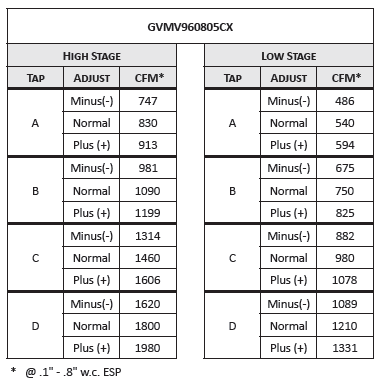 GVMV960805CX
HIGH STAGE LOW STAGE
TAP ADJUST CFM* TAP ADJUST CFM*
A Minus(-) 747 A Minus(-) 486
Normal 830 Normal 540
Plus (+) 913 Plus (+) 594
B Minus(-) 981 B Minus(-) 675
Normal 1090 Normal 750
Plus (+) 1199 Plus (+) 825
C Minus(-) 1314 C Minus(-) 882
Normal 1460 Normal 980
Plus (+) 1606 Plus (+) 1078
D Minus(-) 1620 D Minus(-) 1089
Normal 1800 Normal 1210
Plus (+) 1980 Plus (+) 1331
* @ .1" - .8" w.c. ESP